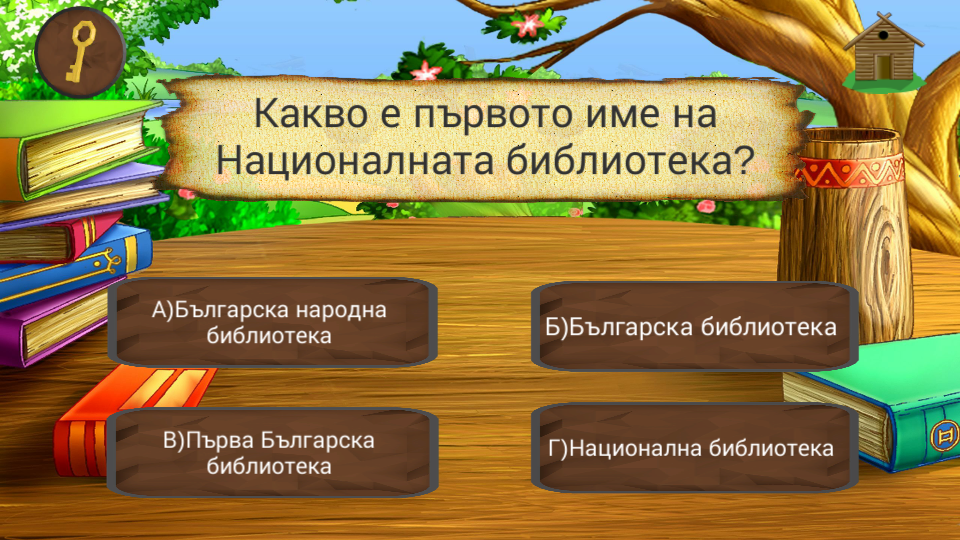 Какво е първото име на
Националната библиотека?
А)Българска народна
библиотека
Б)Българска библиотека
В)Първа Българска
библиотека
Г)Национална библиотека